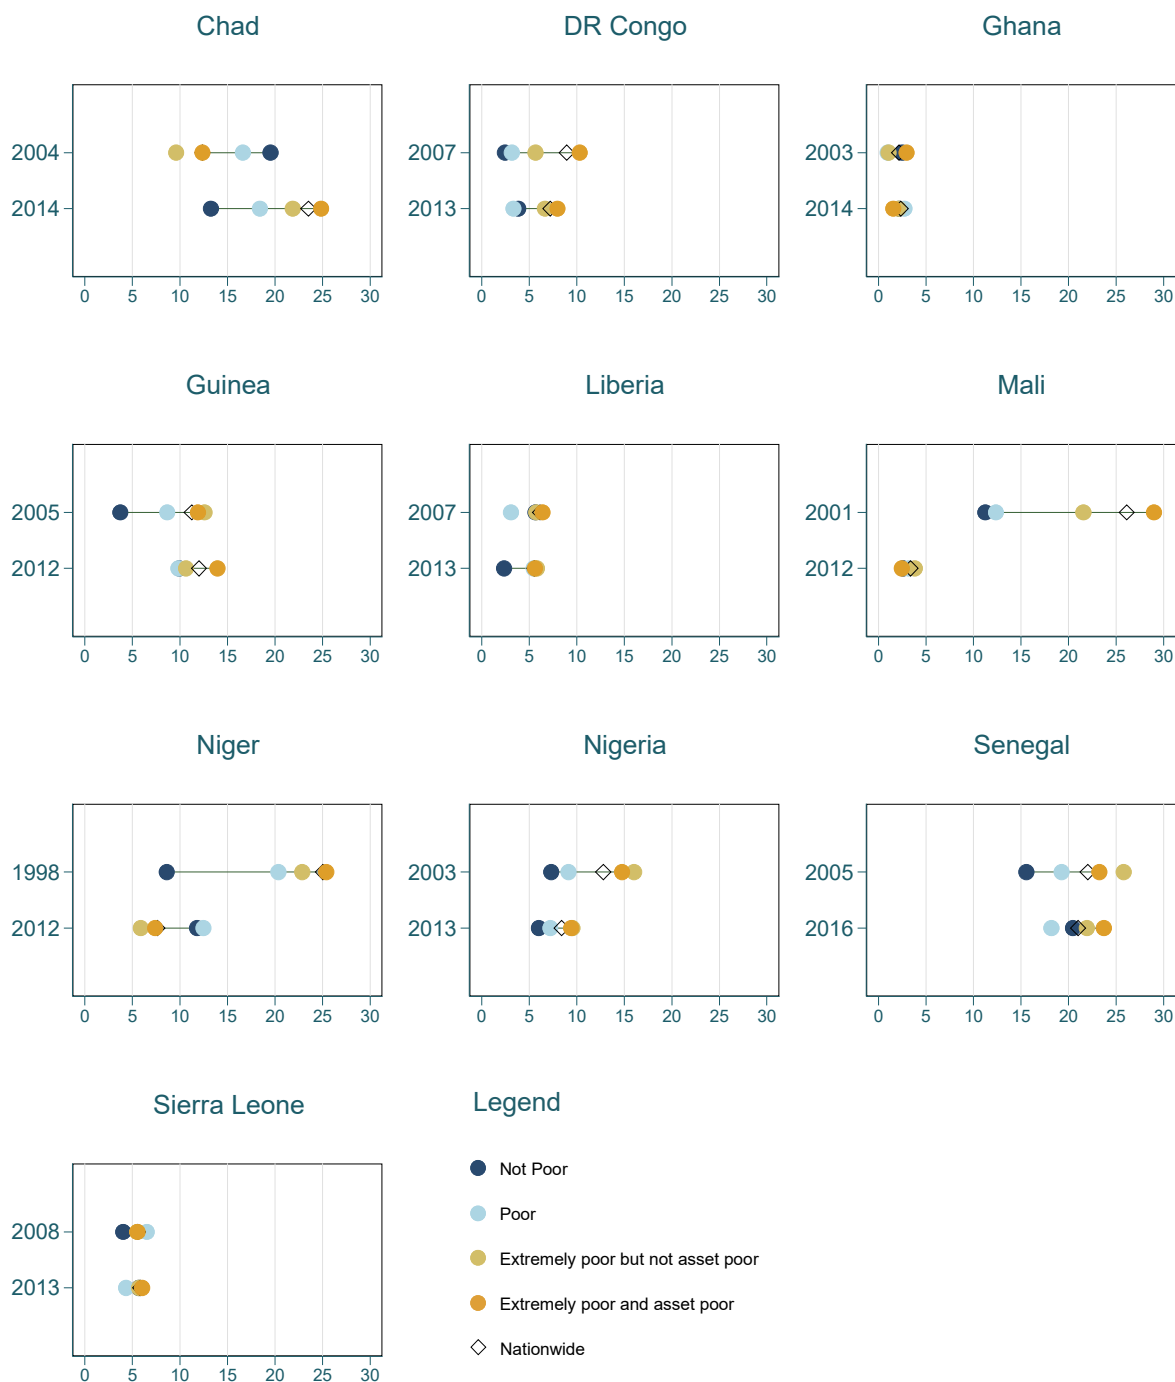 Chad
DR Congo
Ghana
2004
2014
0 5 10 15 20 25 30
2007
2013
0 5 10 15 20 25 30
2003
2014
0 5 10 15 20 25 30
Guinea
Liberia
Mali
2005
2012
0 5 10 15 20 25 30
2007
2013
0 5 10 15 20 25 30
2001
2012
0 5 10 15 20 25 30
Niger
Nigeria
Senegal
1998
2012
0 5 10 15 20 25 30
2003
2013
0 5 10 15 20 25 30
2005
2016
0 5 10 15 20 25 30
Sierra Leone
2008
2013
0 5 10 15 20 25 30
Legend
Not Poor
Poor
Extremely poor but not asset poor
Extremely poor and asset poor
Nationwide